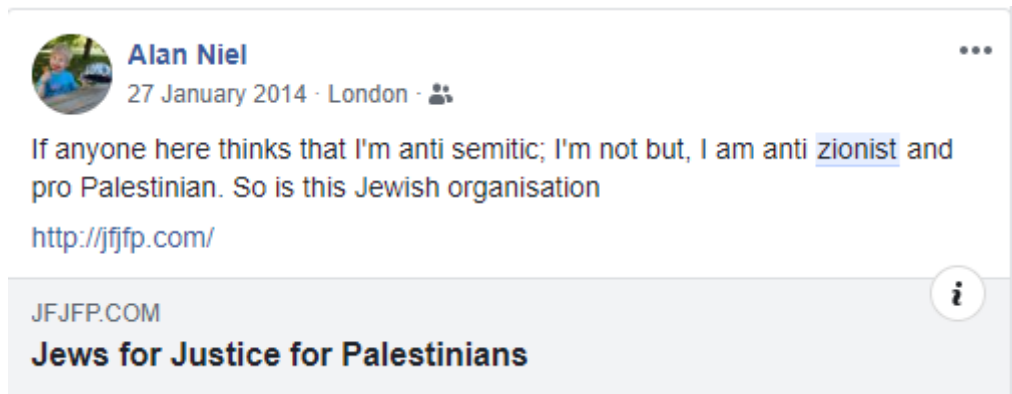 Alan Niel
27 January 2014 · London ·
If anyone here thinks that I'm anti semitic; I'm not but, I am anti zionist and
pro Palestinian. So is this Jewish organisation
http://jfjfp.com/
JFJFP.COM
Jews for Justice for Palestinians